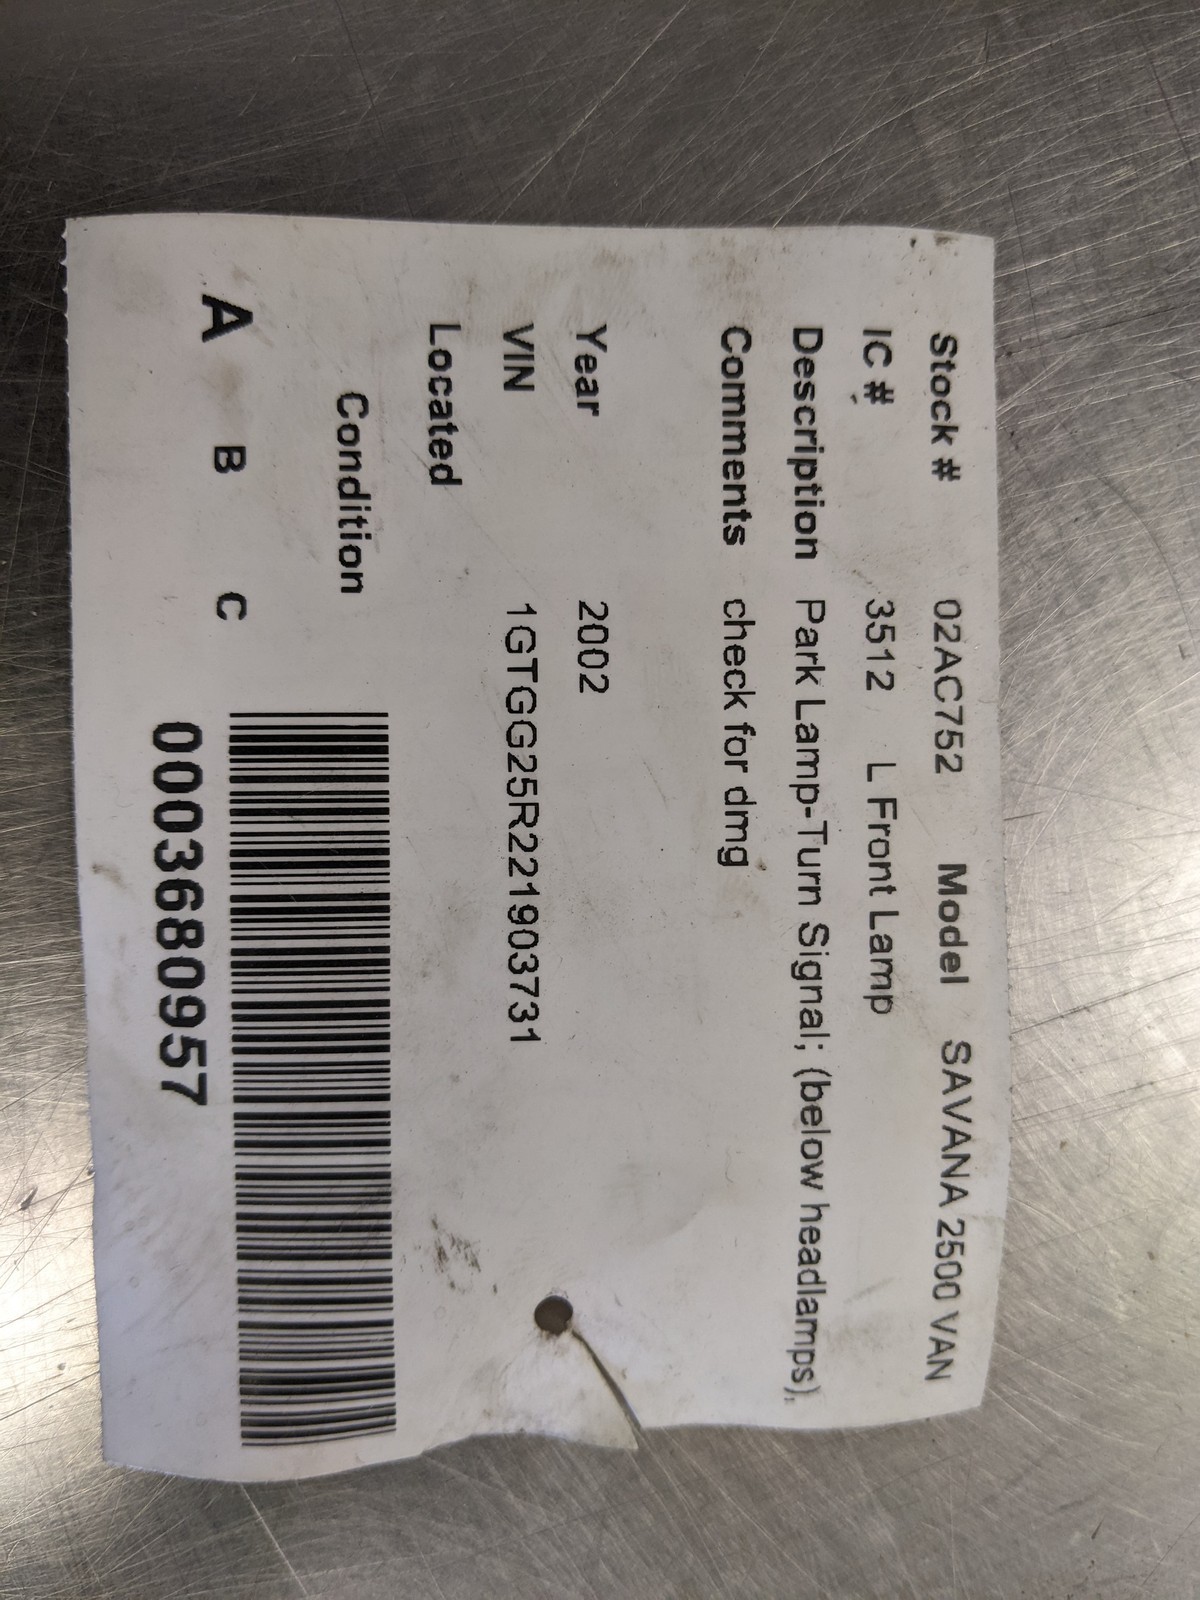 Stock # 02AC752 Model SAVANA 2500 VAN
IC # 3512 L Front Lamp
Description Park Lamp-Turn Signal; (below headlamps),
Comments check for dmg
Year 2002
VIN 1GTGG25R221903731
Located
Condition
A B C
0003680957